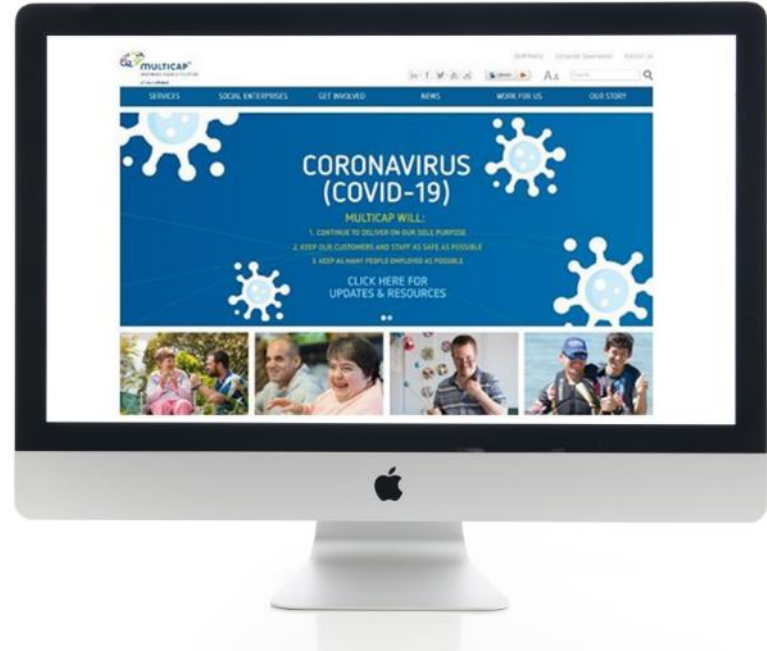 MULTICAP
SERVICES
SOCIAL ENTERPRISES
GET INVOLVED
NEWS
WORK FOR US
OUR STORY
CORONAVIRUS
(COVID-19)
MULTICAP WILL:
1. CONTINUE TO DELIVER ON OUR SOLE PURPOSE
2. KEEP OUR CUSTOMERS AND STAFF AS SAFE AS POSSIBLE
3. KEEP AS MANY PEOPLE EMPLOYED AS POSSIBLE
CLICK HERE FOR
UPDATES & RESOURCES